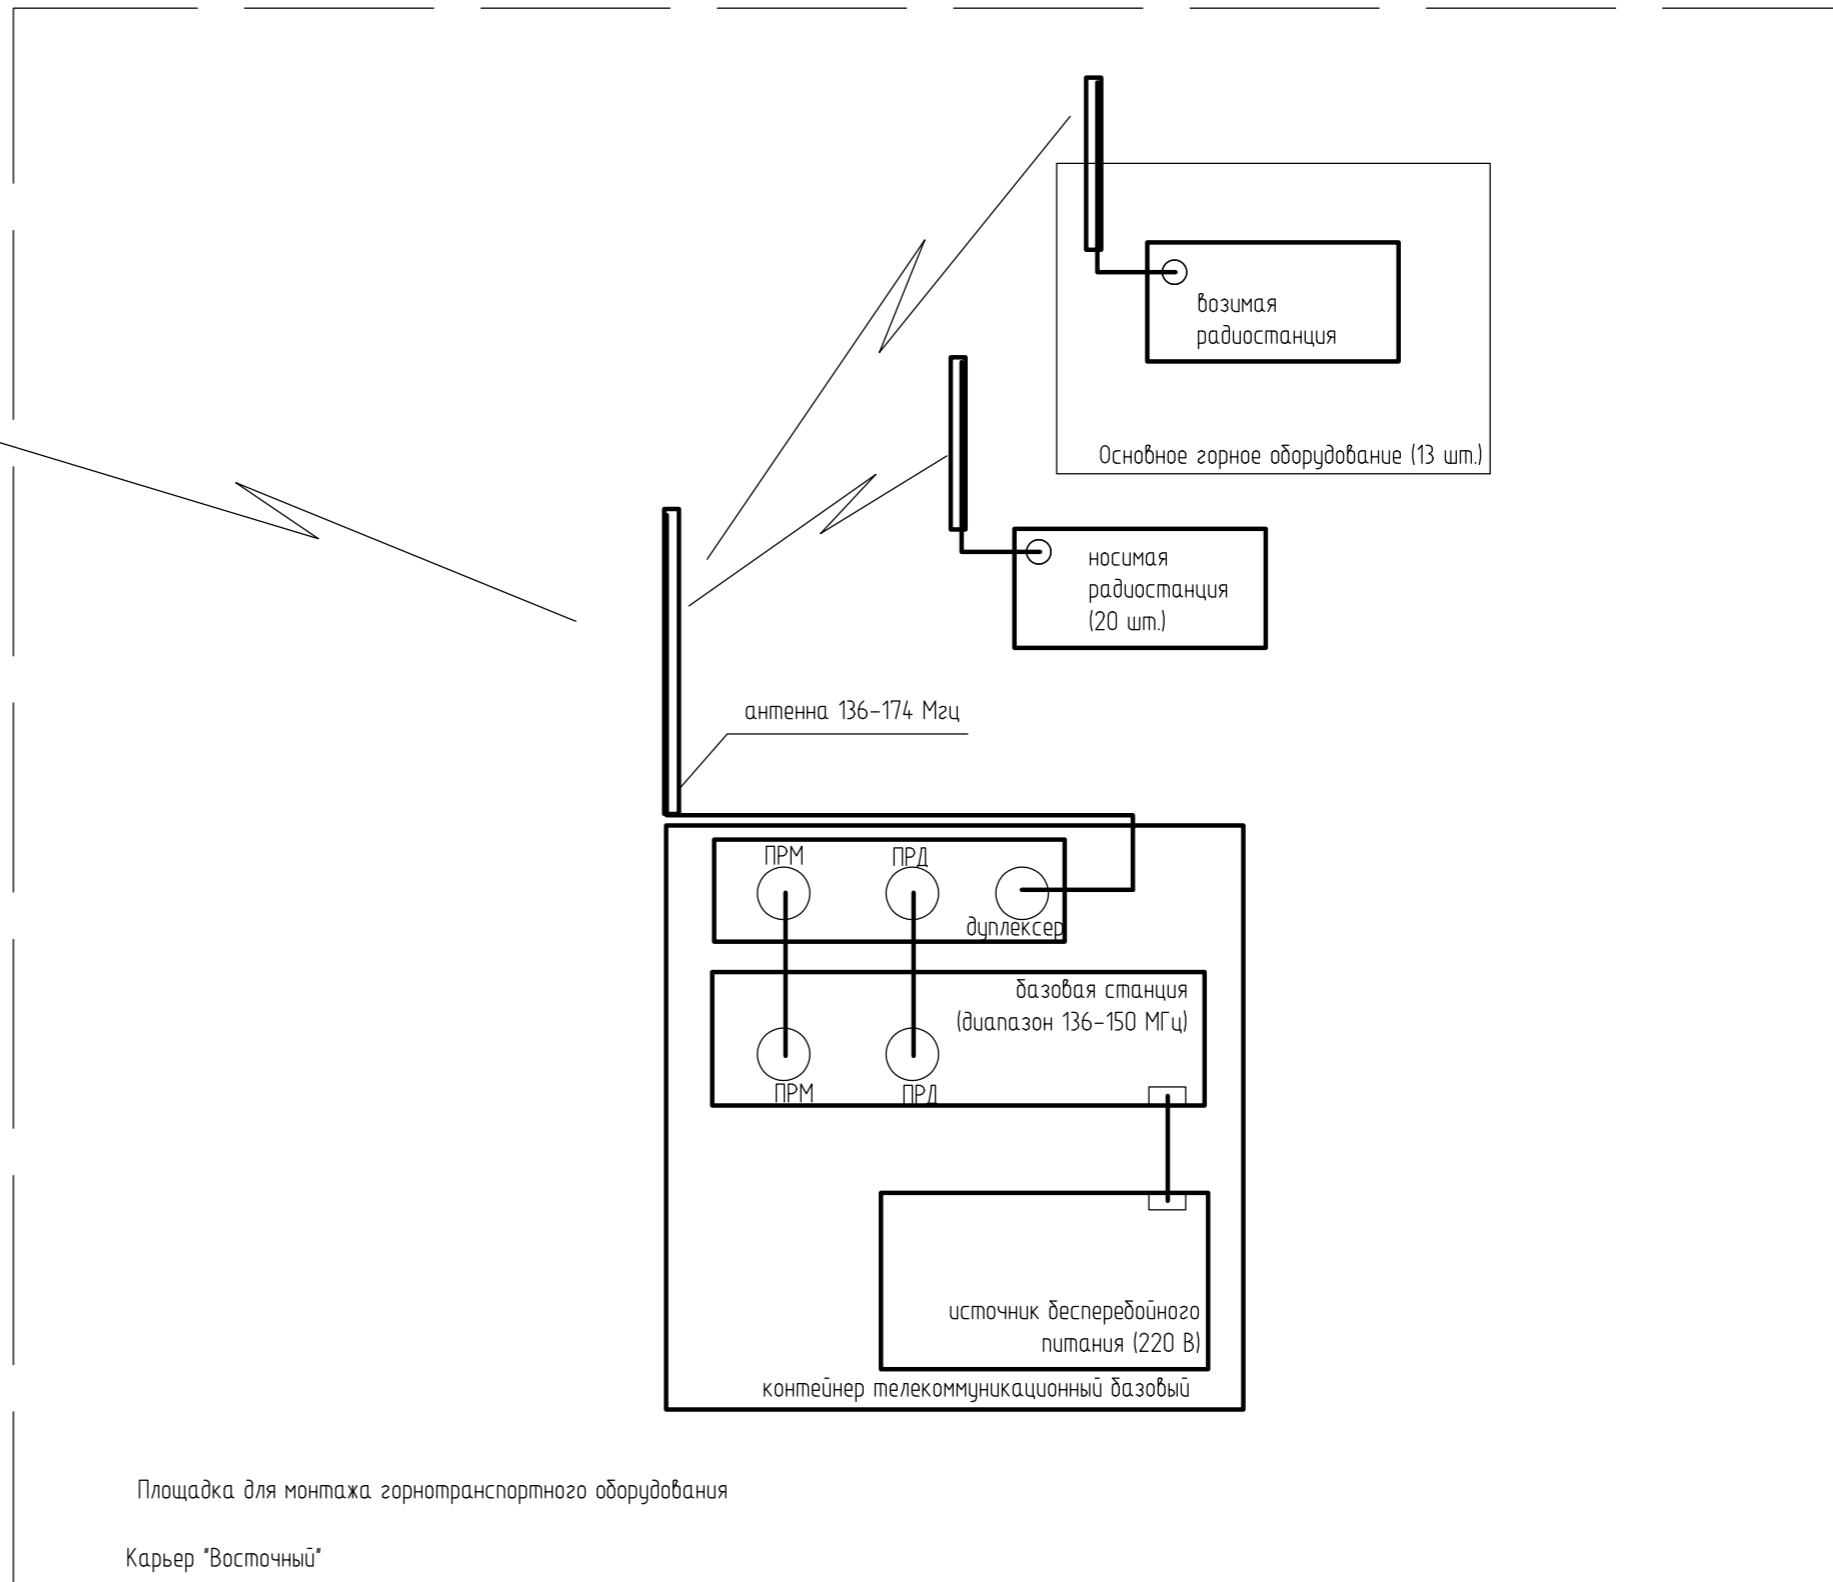 возимая
радиостанция
Основное горное оборудование (13 шт.)
носимая
радиостанция
(20 шт.)
антенна 136-174 Мгц
ПРМ
ПРД
дуплексер
базовая станция
(диапазон 136-150 МГц)
ПРМ
ПРД
источник бесперебойного
питания (220 В)
контейнер телекоммуникационный базовый
Площадка для монтажа горнотранспортного оборудования
Карьер "Восточный"